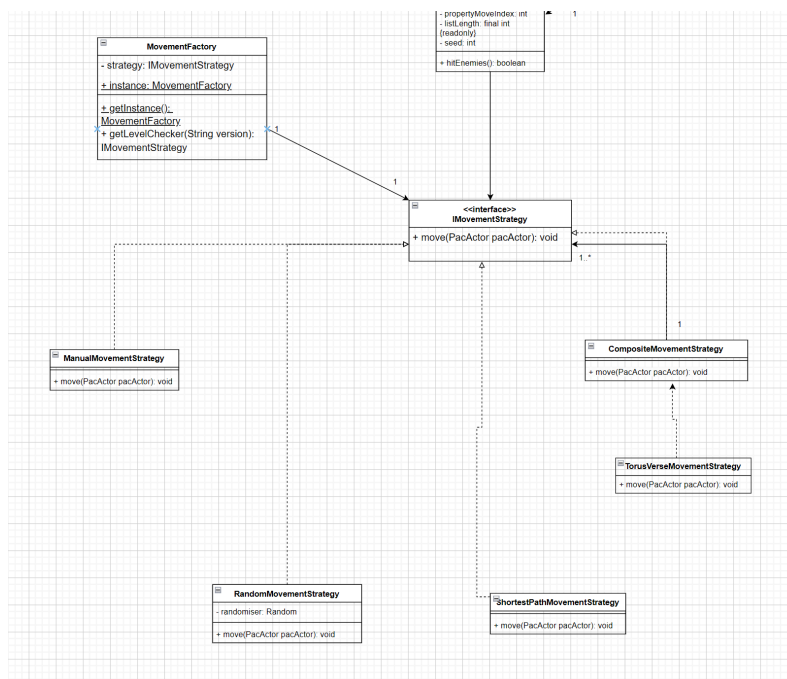 - propertyMoveIndex: int
1
- listLength: final int
{readonly}
- seed: int
+ hitEnemies(): boolean
MovementFactory
- strategy: IMovementStrategy
+ instance: MovementFactory
+ getInstance():
MovementFactory
+ getLevelChecker(String version):
IMovementStrategy
1
1
<<interface>>
IMovementStrategy
+ move(PacActor pacActor): void
1..*
1
ManualMovementStrategy
+ move(PacActor pacActor): void
CompositeMovementStrategy
+ move(PacActor pacActor): void
TorusVerseMovementStrategy
+ move(PacActor pacActor): void
RandomMovementStrategy
- randomiser: Random
+ move(PacActor pacActor): void
ShortestPathMovementStrategy
+ move(PacActor pacActor): void